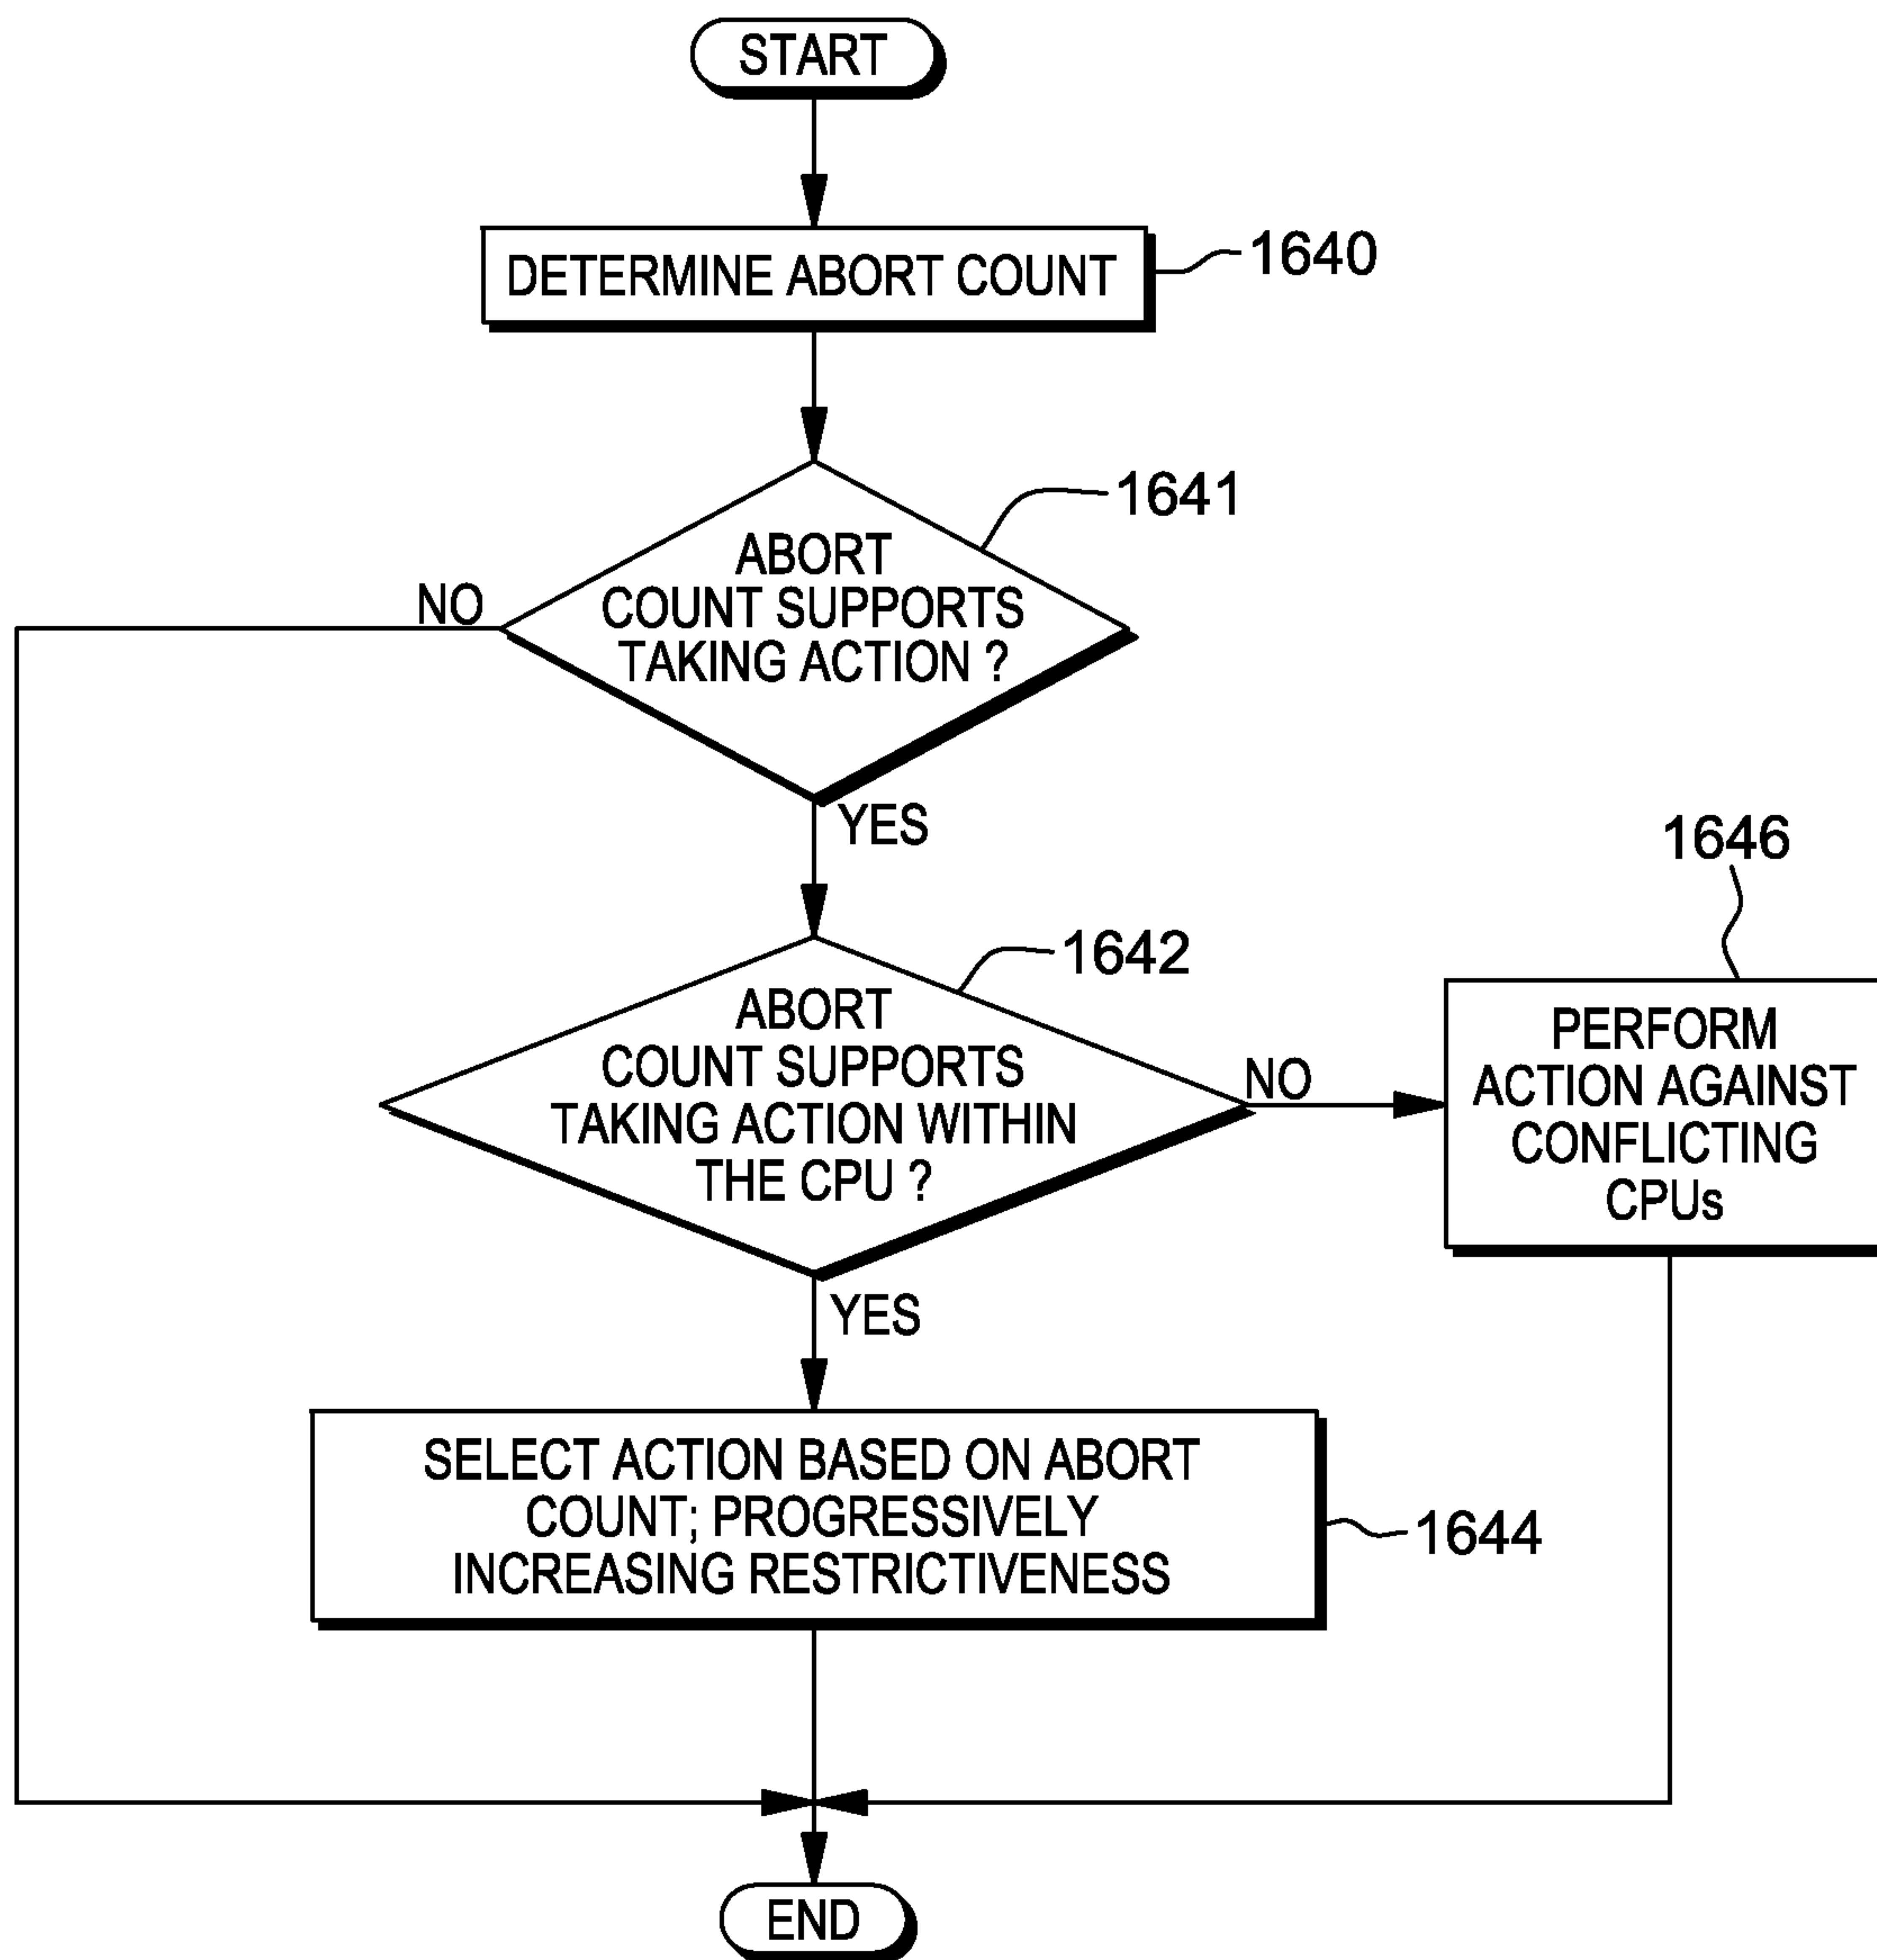 START
DETERMINE ABORT COUNT
1640
1641
ABORT
COUNT SUPPORTS
TAKING ACTION ?
NO
YES
1642
ABORT
COUNT SUPPORTS
TAKING ACTION WITHIN
THE CPU ?
NO
1646
PERFORM
ACTION AGAINST
CONFLICTING
CPUs
YES
SELECT ACTION BASED ON ABORT
COUNT; PROGRESSIVELY
INCREASING RESTRICTIVENESS
1644
END